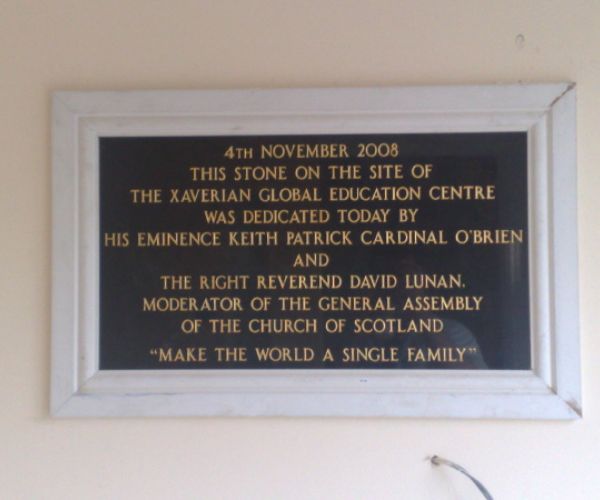 4TH NOVEMBER 2008
THIS STONE ON THE SITE OF
THE XAVERIAN GLOBAL EDUCATION CENTRE
WAS DEDICATED TODAY BY
HIS EMINENCE KEITH PATRICK CARDINAL O'BRIEN
AND
THE RIGHT REVEREND DAVID LUNAN,
MODERATOR OF THE GENERAL ASSEMBLY
OF THE CHURCH OF SCOTLAND
“MAKE THE WORLD A SINGLE FAMILY”